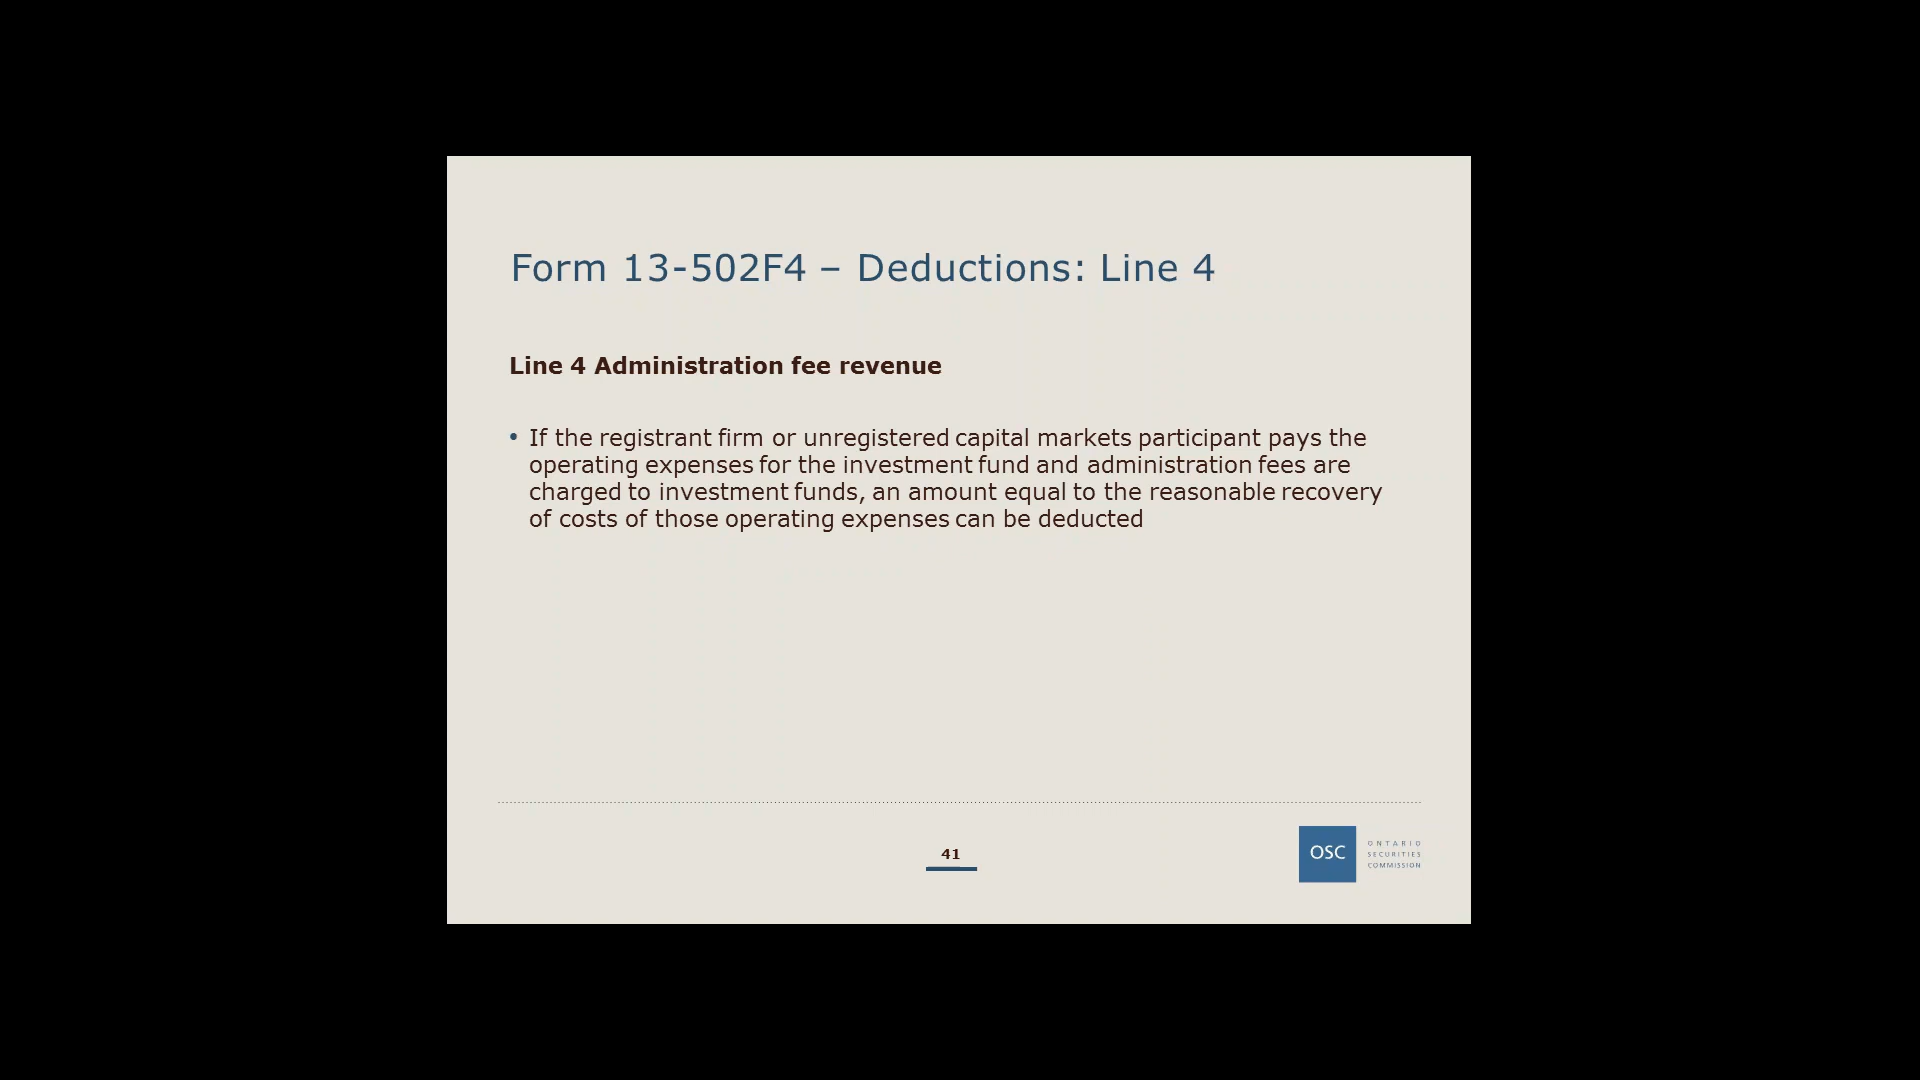 Form 13-502F4 – Deductions: Line 4
Line 4 Administration fee revenue
• If the registrant firm or unregistered capital markets participant pays the
operating expenses for the investment fund and administration fees are
charged to investment funds, an amount equal to the reasonable recovery
of costs of those operating expenses can be deducted
41
OSC
ONTARIO
SECURITIES
COMMISSION